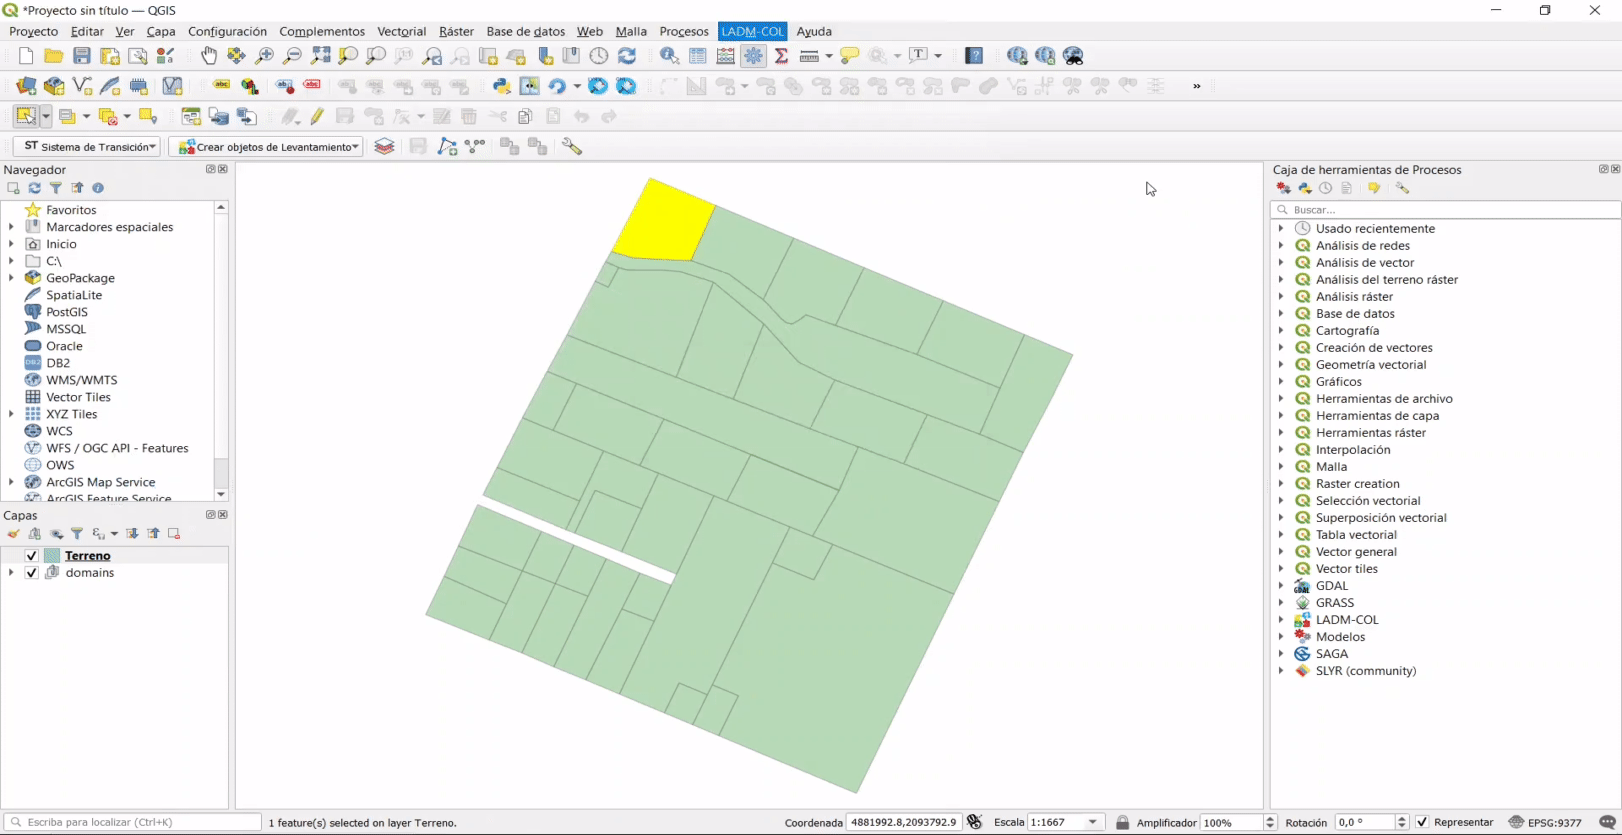 *Proyecto sin título — QGIS
Proyecto Editar Ver Capa Configuración Complementos Vectorial Ráster Base de datos Web Malla Procesos LADM-COL Ayuda
ST Sistema de Transición Crear objetos de Levantamiento
Navegador
Favoritos
Marcadores espaciales
Inicio
C:\
GeoPackage
SpatiaLite
PostGIS
MSSQL
Oracle
DB2
WMS/WMTS
Vector Tiles
XYZ Tiles
WCS
WFS / OGC API - Features
OWS
ArcGIS Map Service
ArcGIS Feature Service
Capas
Terreno
domains
Caja de herramientas de Procesos
Buscar...
Usado recientemente
Análisis de redes
Análisis de vector
Análisis del terreno ráster
Análisis ráster
Base de datos
Cartografía
Creación de vectores
Geometría vectorial
Gráficos
Herramientas de archivo
Herramientas de capa
Herramientas ráster
Interpolación
Malla
Raster creation
Selección vectorial
Superposición vectorial
Tabla vectorial
Vector general
Vector tiles
GDAL
GRASS
LADM-COL
Modelos
SAGA
SLYR (community)
Escriba para localizar (Ctrl+K) 1 feature(s) selected on layer Terreno. Coordenada 4881992.8,2093792.9 Escala 1:1667 Amplificador 100% Rotación 0,0 ° Representar EPSG:9377